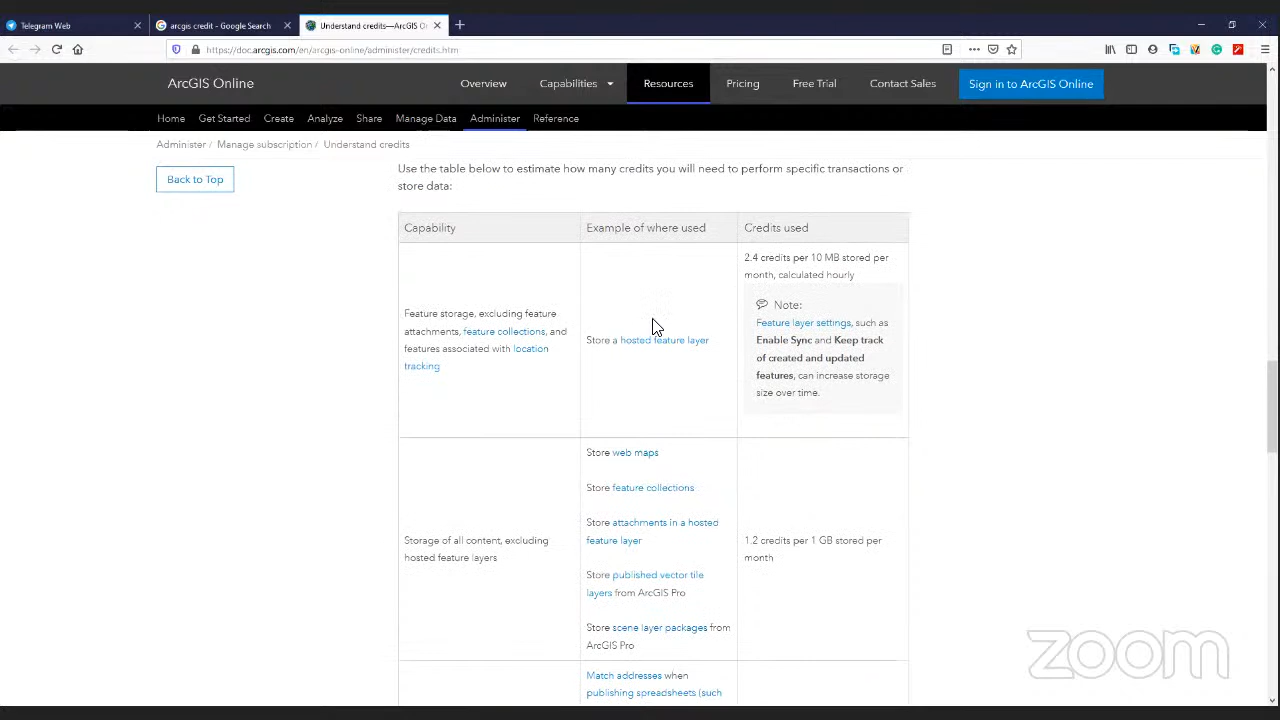 Telegram Web
arcgis credit - Google Search
Understand credits—ArcGIS O
https://doc.arcgis.com/en/arcgis-online/administer/credits.htm
ArcGIS Online
Overview
Capabilities
Resources
Pricing
Free Trial
Contact Sales
Sign in to ArcGIS Online
Home
Get Started
Create
Analyze
Share
Manage Data
Administer
Reference
Administer / Manage subscription / Understand credits
Back to Top
Use the table below to estimate how many credits you will need to perform specific transactions or
store data:
Capability
Example of where used
Credits used
Feature storage, excluding feature
attachments, feature collections, and
features associated with location
tracking
Store a hosted feature layer
2.4 credits per 10 MB stored per
month, calculated hourly
Note:
Feature layer settings, such as
Enable Sync and Keep track
of created and updated
features, can increase storage
size over time.
Storage of all content, excluding
hosted feature layers
Store web maps
Store feature collections
Store attachments in a hosted
feature layer
Store published vector tile
layers from ArcGIS Pro
Store scene layer packages from
ArcGIS Pro
1.2 credits per 1 GB stored per
month
Match addresses when
publishing spreadsheets (such
zoom